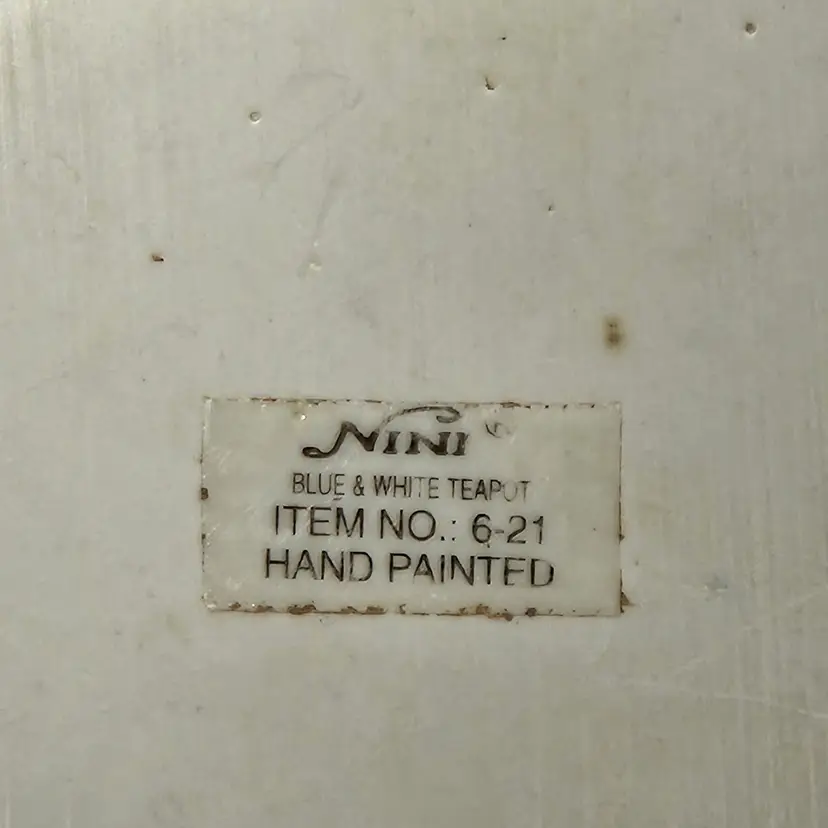 NINI
BLUE & WHITE TEAPOT
ITEM NO.: 6-21
HAND PAINTED